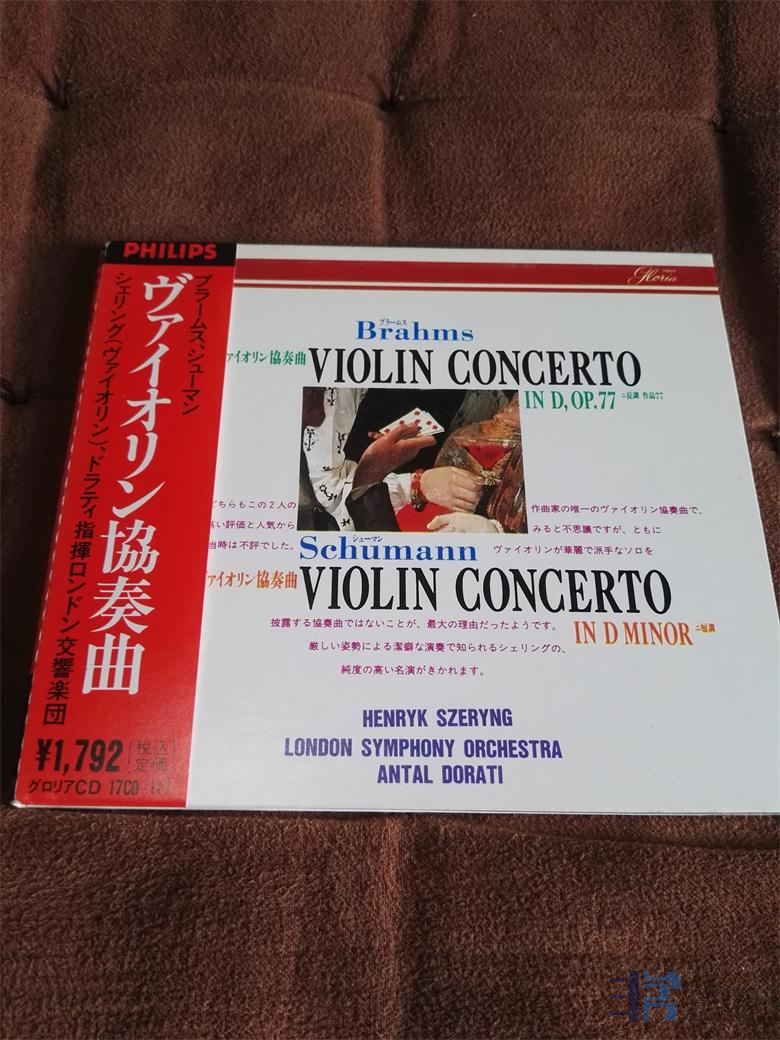 PHILIPS
ブラームス、シューマン
ヴァイオリン協奏曲
シェリング(ヴァイオリン)、ドラティ指揮ロンドン交響楽団
¥1,792
税込
定価
グロリアCD 17CD-
Gloria
ブラームス
Brahms
ァイオリン協奏曲
VIOLIN CONCERTO
IN D, OP.77 ニ長調 作品77
どちらもこの2人の 作曲家の唯一のヴァイオリン協奏曲で、
高い評価と人気から みると不思議ですが、ともに
当時は不評でした。 ヴァイオリンが華麗で派手なソロを
シューマン
Schumann
ァイオリン協奏曲
VIOLIN CONCERTO
IN D MINOR ニ短調
披露する協奏曲ではないことが、最大の理由だったようです。
厳しい姿勢による潔癖な演奏で知られるシェリングの、
純度の高い名演がきかれます。
HENRYK SZERYNG
LONDON SYMPHONY ORCHESTRA
ANTAL DORATI